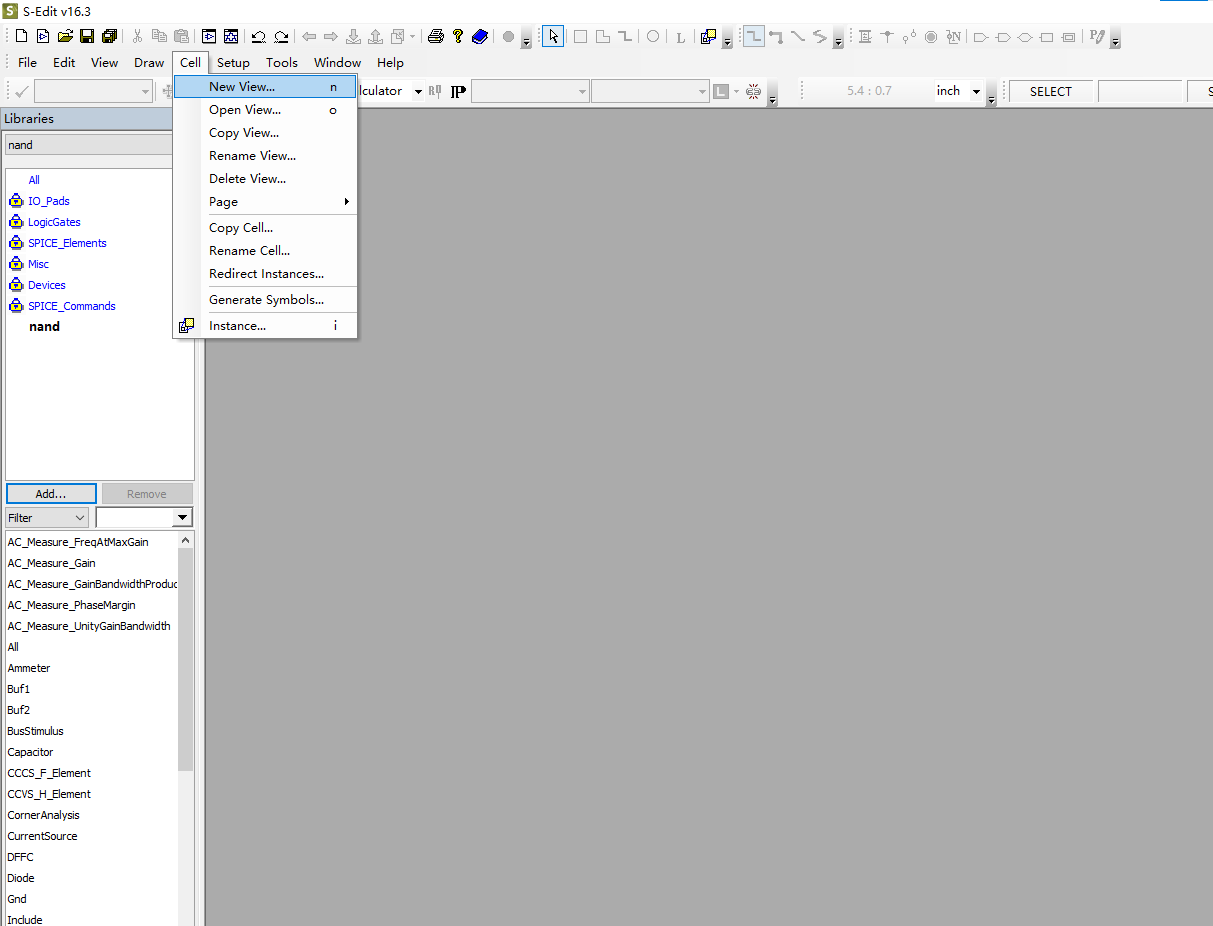 S-Edit v16.3
File Edit View Draw Cell Setup Tools Window Help
lculator
L
5.4 : 0.7
inch
SELECT
S
New View... n
Open View... o
Copy View...
Rename View...
Delete View...
Page
Copy Cell...
Rename Cell...
Redirect Instances...
Generate Symbols...
Instance... i
Libraries
nand
All
IO_Pads
LogicGates
SPICE_Elements
Misc
Devices
SPICE_Commands
nand
Add... Remove
Filter
AC_Measure_FreqAtMaxGain
AC_Measure_Gain
AC_Measure_GainBandwidthProduc
AC_Measure_PhaseMargin
AC_Measure_UnityGainBandwidth
All
Ammeter
Buf1
Buf2
BusStimulus
Capacitor
CCCS_F_Element
CCVS_H_Element
CornerAnalysis
CurrentSource
DFFC
Diode
Gnd
Include